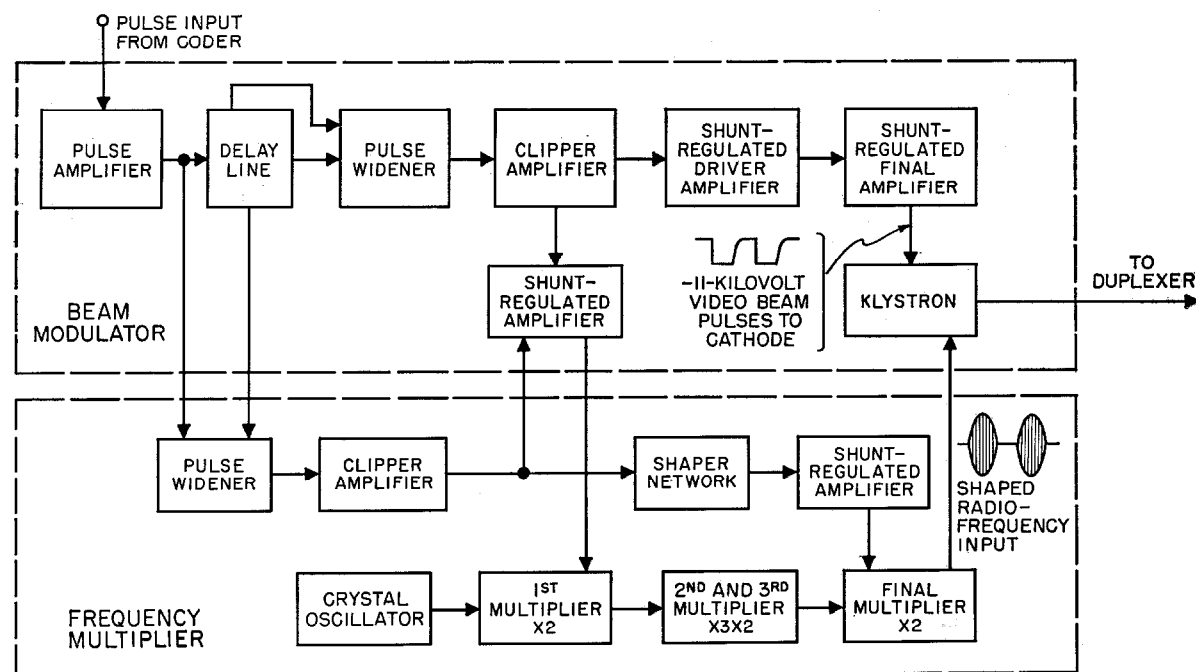 PULSE INPUT
FROM CODER
PULSE
AMPLIFIER
DELAY
LINE
PULSE
WIDENER
CLIPPER
AMPLIFIER
SHUNT-
REGULATED
DRIVER
AMPLIFIER
SHUNT-
REGULATED
FINAL
AMPLIFIER
SHUNT-
REGULATED
AMPLIFIER
-11-KILOVOLT
VIDEO BEAM
PULSES TO
CATHODE
KLYSTRON
TO
DUPLEXER
BEAM
MODULATOR
PULSE
WIDENER
CLIPPER
AMPLIFIER
SHAPER
NETWORK
SHUNT-
REGULATED
AMPLIFIER
SHAPED
RADIO-
FREQUENCY
INPUT
CRYSTAL
OSCILLATOR
1ST
MULTIPLIER
X2
2ND AND 3RD
MULTIPLIER
X3X2
FINAL
MULTIPLIER
X2
FREQUENCY
MULTIPLIER